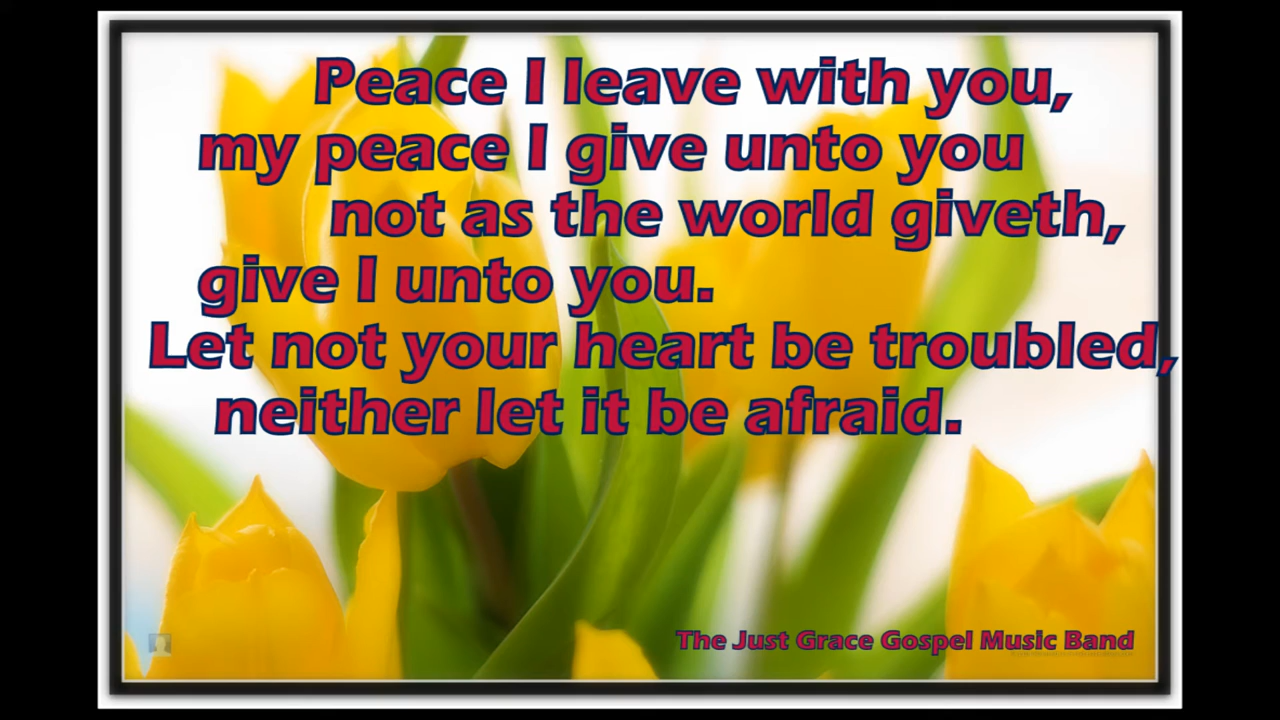 Peace I leave with you,
my peace I give unto you
not as the world giveth,
give I unto you.
Let not your heart be troubled,
neither let it be afraid.
The Just Grace Gospel Music Band